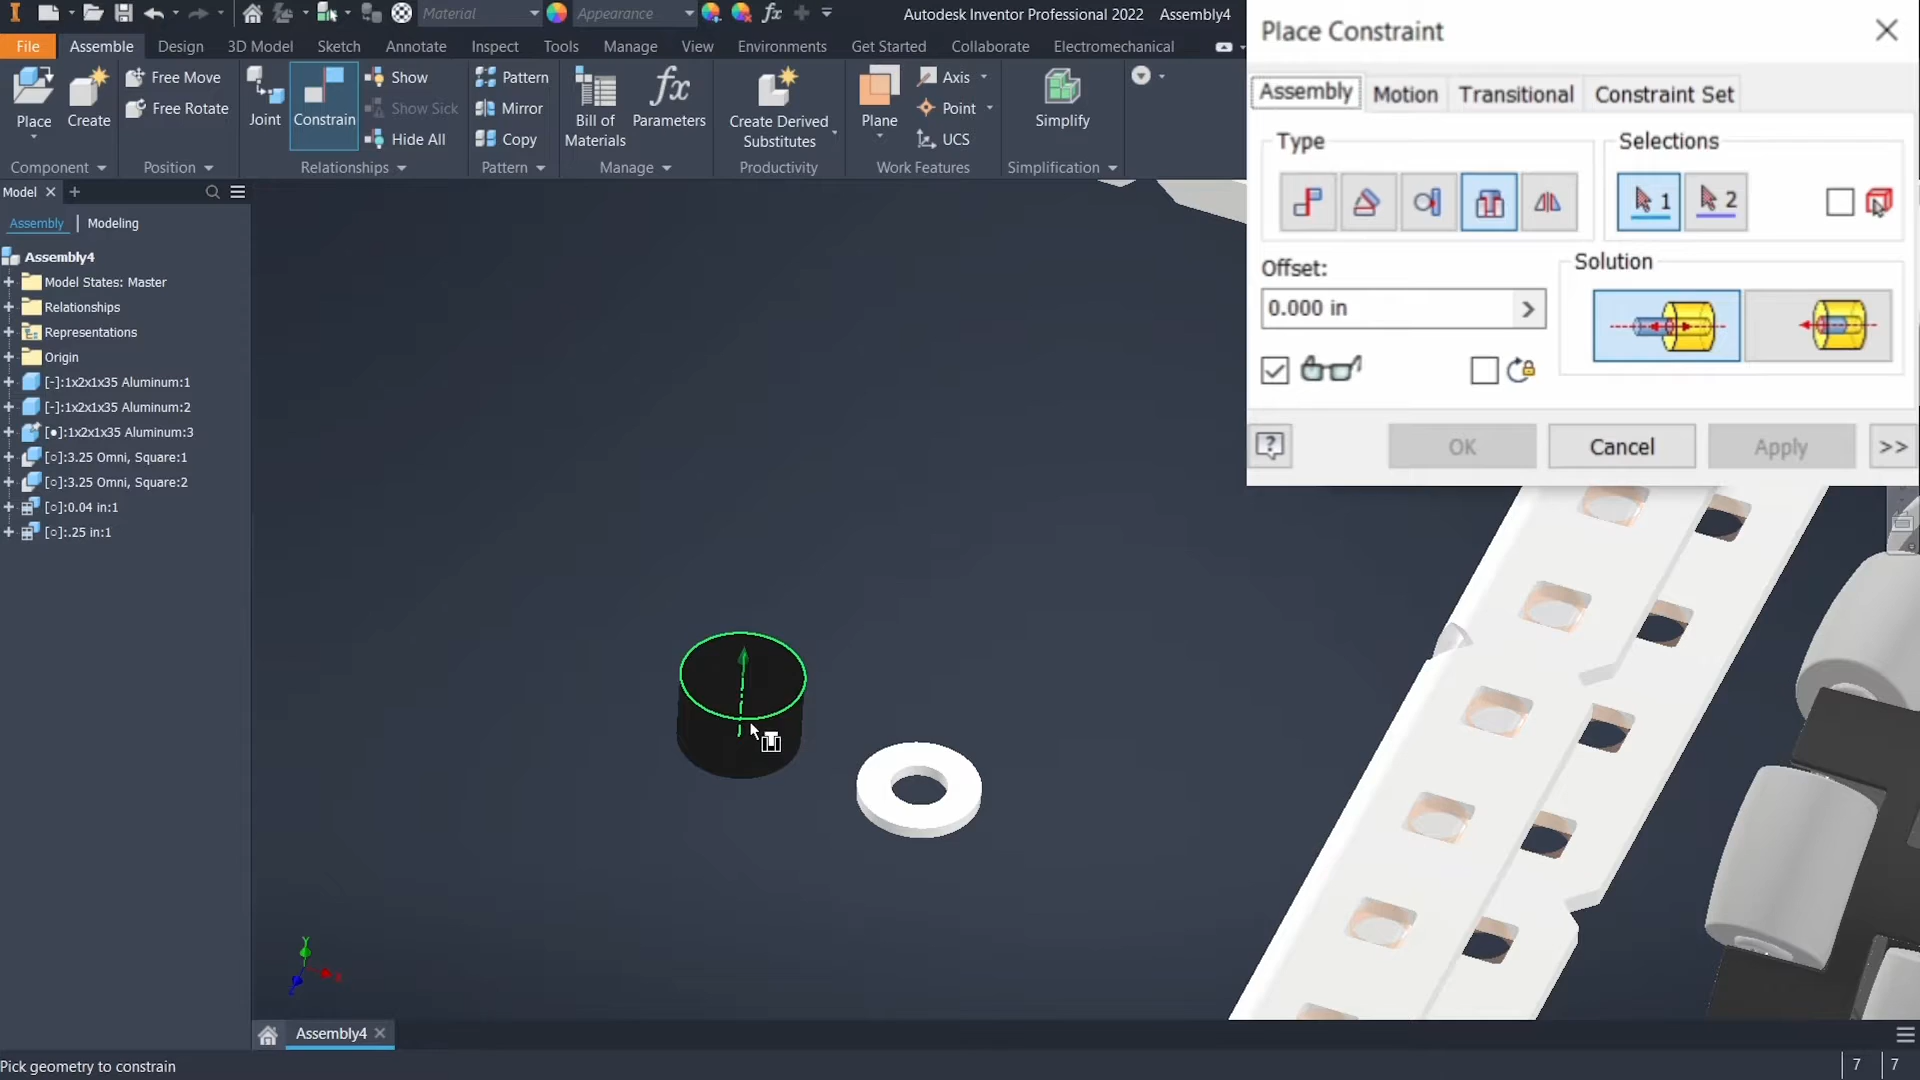 Material
Appearance
fx
Autodesk Inventor Professional 2022 Assembly4
File Assemble Design 3D Model Sketch Annotate Inspect Tools Manage View Environments Get Started Collaborate Electromechanical
Place
Create
Free Move
Free Rotate
Joint
Constrain
Show
Show Sick
Hide All
Pattern
Mirror
Copy
Bill of
Materials
fx
Parameters
Create Derived
Substitutes
Plane
Axis
Point
UCS
Simplify
Component Position Relationships Pattern Manage Productivity Work Features Simplification
Model
Assembly | Modeling
Assembly4
Model States: Master
Relationships
Representations
Origin
[-]:1x2x1x35 Aluminum:1
[-]:1x2x1x35 Aluminum:2
[●]:1x2x1x35 Aluminum:3
[○]:3.25 Omni, Square:1
[○]:3.25 Omni, Square:2
[○]:0.04 in:1
[○]:.25 in:1
Place Constraint
Assembly Motion Transitional Constraint Set
Type
Selections
1
2
Offset:
0.000 in
Solution
OK
Cancel
Apply
>>
Y
Assembly4
Pick geometry to constrain
7 7